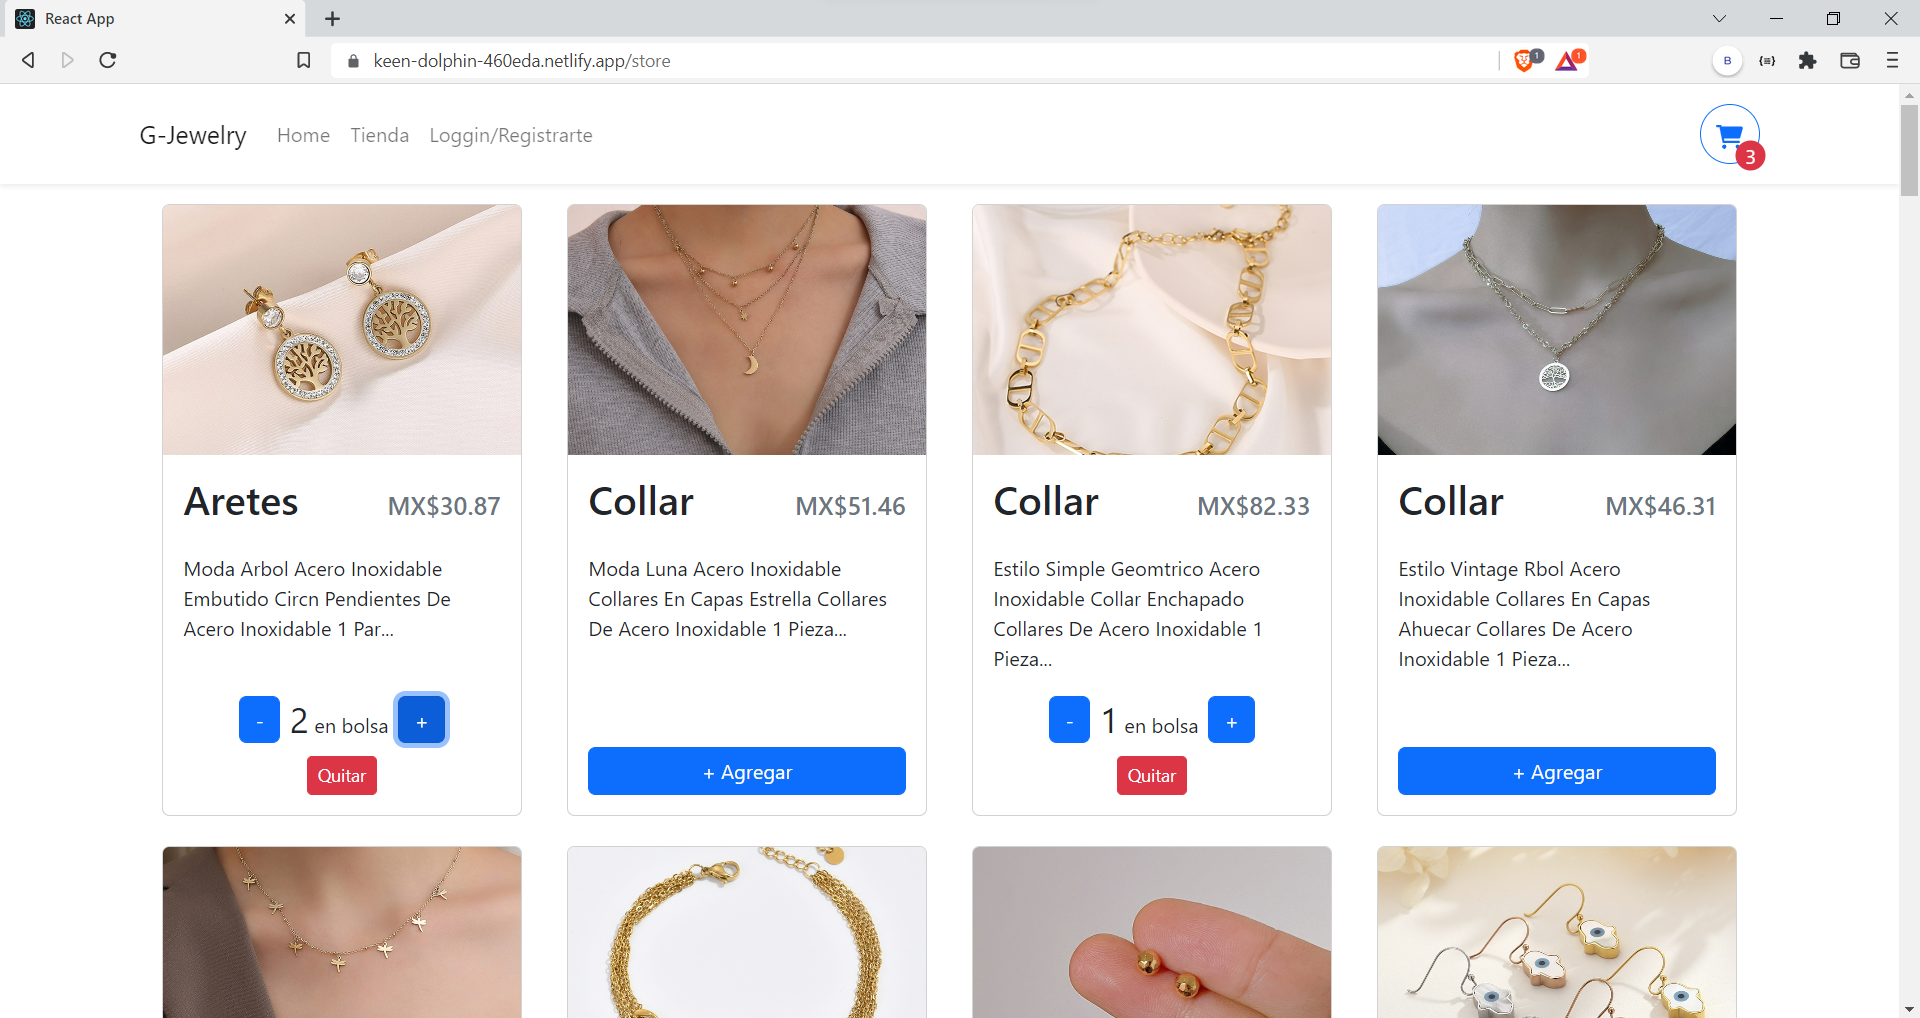 React App
keen-dolphin-460eda.netlify.app/store
1
1
B
G-Jewelry
Home
Tienda
Loggin/Registrarte
3
Aretes
MX$30.87
Moda Arbol Acero Inoxidable
Embutido Circn Pendientes De
Acero Inoxidable 1 Par...
-
2 en bolsa
+
Quitar
Collar
MX$51.46
Moda Luna Acero Inoxidable
Collares En Capas Estrella Collares
De Acero Inoxidable 1 Pieza...
+ Agregar
Collar
MX$82.33
Estilo Simple Geomtrico Acero
Inoxidable Collar Enchapado
Collares De Acero Inoxidable 1
Pieza...
-
1 en bolsa
+
Quitar
Collar
MX$46.31
Estilo Vintage Rbol Acero
Inoxidable Collares En Capas
Ahuecar Collares De Acero
Inoxidable 1 Pieza...
+ Agregar